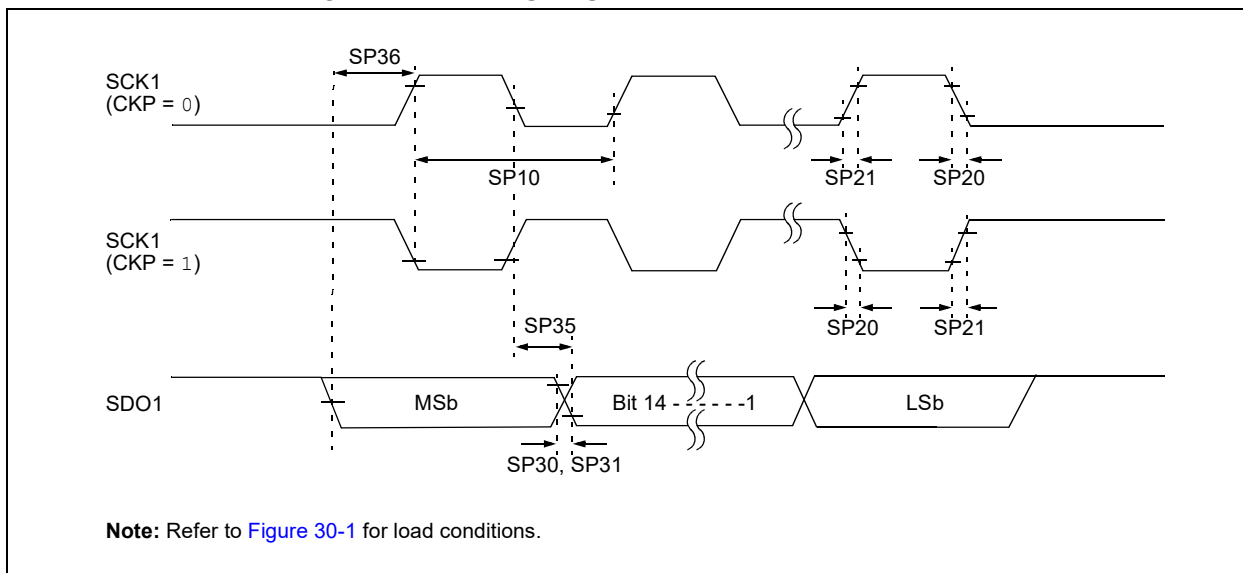 SP36
SCK1
(CKP = 0)
SP10
SP21
SP20
SCK1
(CKP = 1)
SP35
SP20
SP21
SDO1
MSb
Bit 14 - - - - - -1
LSb
SP30, SP31
Note: Refer to Figure 30-1 for load conditions.